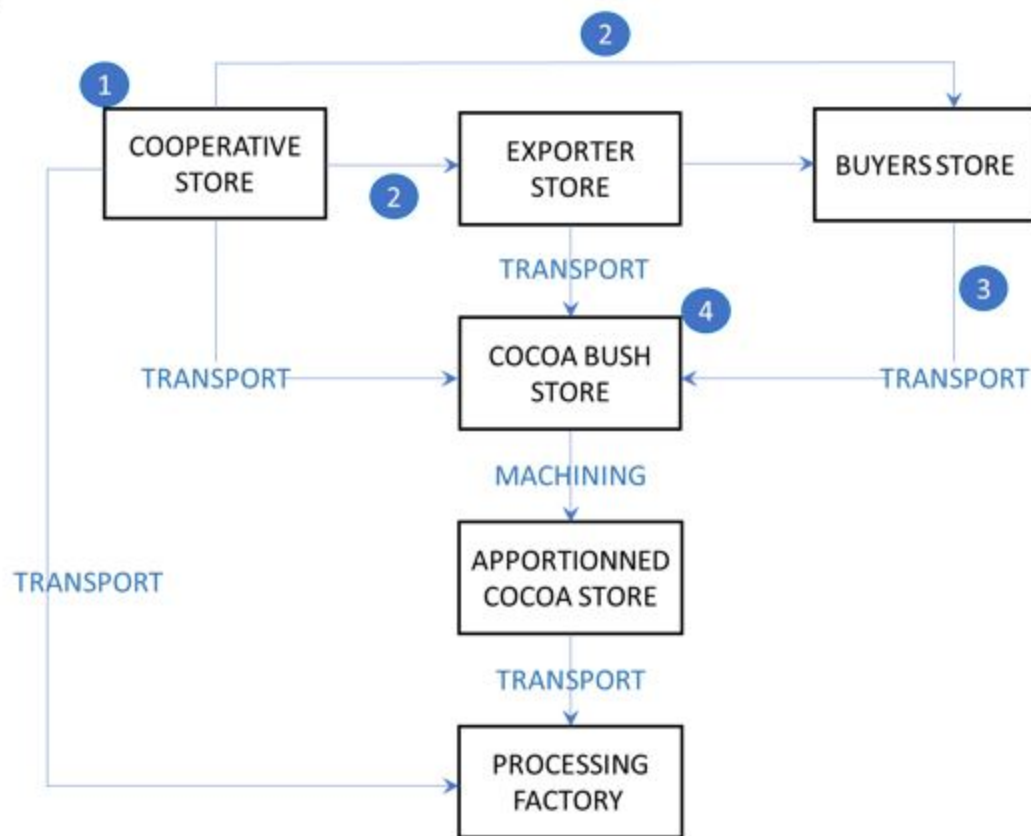 2
1
COOPERATIVE
STORE
EXPORTER
STORE
BUYERS STORE
2
TRANSPORT
3
4
COCOA BUSH
STORE
TRANSPORT
TRANSPORT
MACHINING
APPORTIONNED
COCOA STORE
TRANSPORT
TRANSPORT
PROCESSING
FACTORY